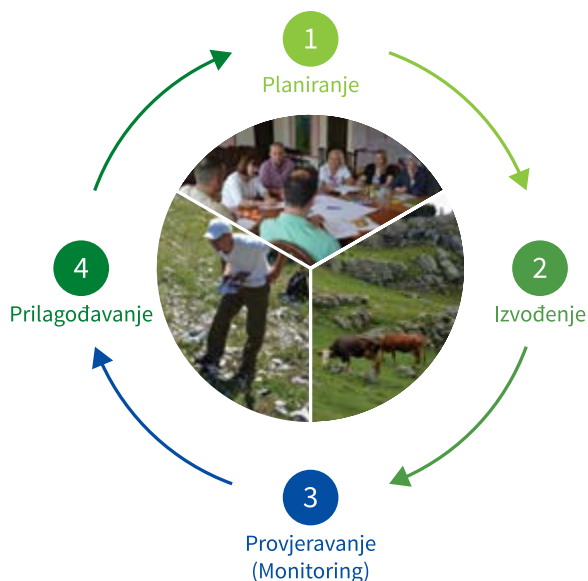 1
Planiranje
2
Izvođenje
3
Provjeravanje
(Monitoring)
4
Prilagođavanje